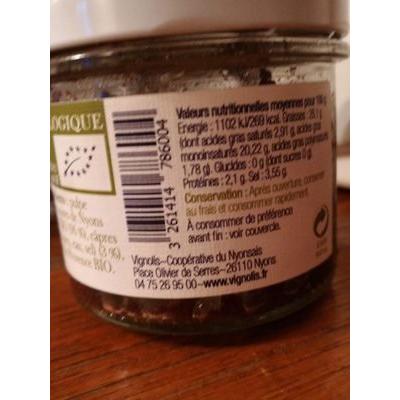 LOGIQUE
pulpe
de Nyons
câpres
sel) (3 %),
Provence BIO.
3 261414 786004
Valeurs nutritionnelles moyennes pour 100 g
Energie : 1102 kJ/269 kcal. Graisses : 28,1 g
(dont acides gras saturés 2,91 g, acides gras
monoinsaturés 20,22 g, acides gras polyinsaturés
1,78 g). Glucides : 0 g (dont sucres 0 g).
Protéines : 2,1 g. Sel : 3,55 g.
Conservation : Après ouverture, conserver
au frais et consommer rapidement.
À consommer de préférence
avant fin : voir couvercle.
Vignolis–Coopérative du Nyonsais
Place Olivier de Serres–26110 Nyons
04 75 26 95 00–www.vignolis.fr